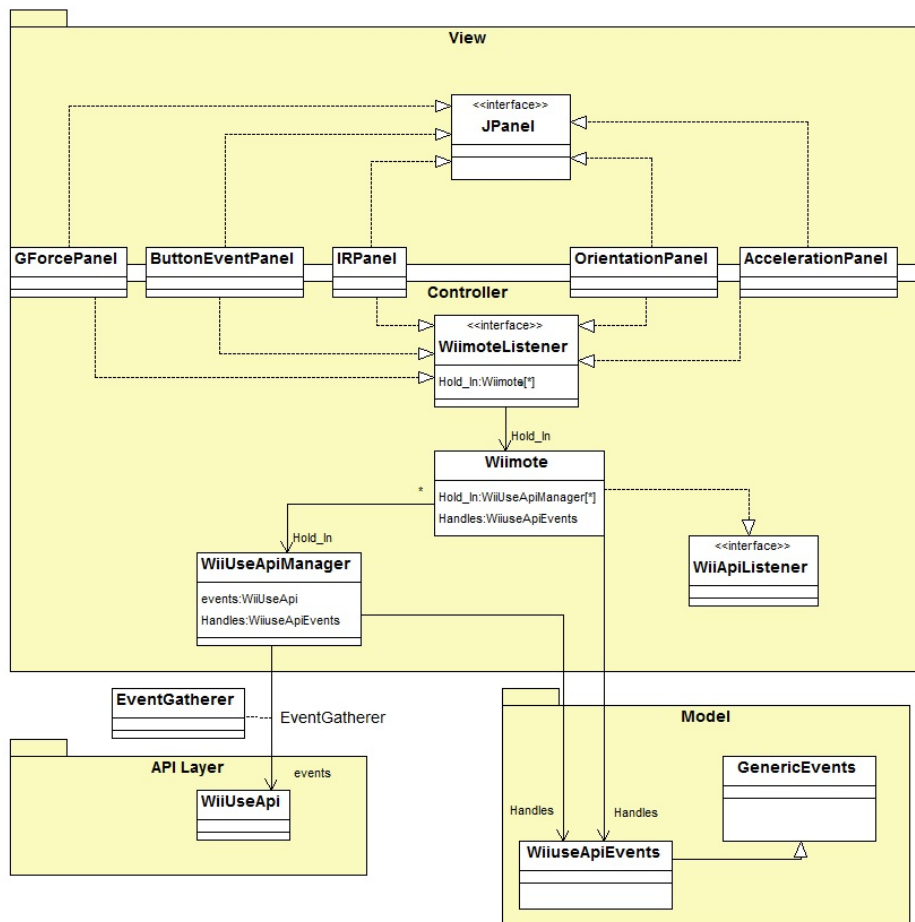 View
<<interface>>
JPanel
GForcePanel
ButtonEventPanel
IRPanel
OrientationPanel
AccelerationPanel
Controller
<<interface>>
WiimoteListener
Hold_In:Wiimote[*]
Hold_In
Wiimote
Hold_In:WiiUseApiManager[*]
Handles:WiiuseApiEvents
*
Hold_In
<<interface>>
WiiApiListener
WiiUseApiManager
events:WiiUseApi
Handles:WiiuseApiEvents
EventGatherer
EventGatherer
Model
API Layer
events
GenericEvents
WiiUseApi
Handles
Handles
WiiuseApiEvents